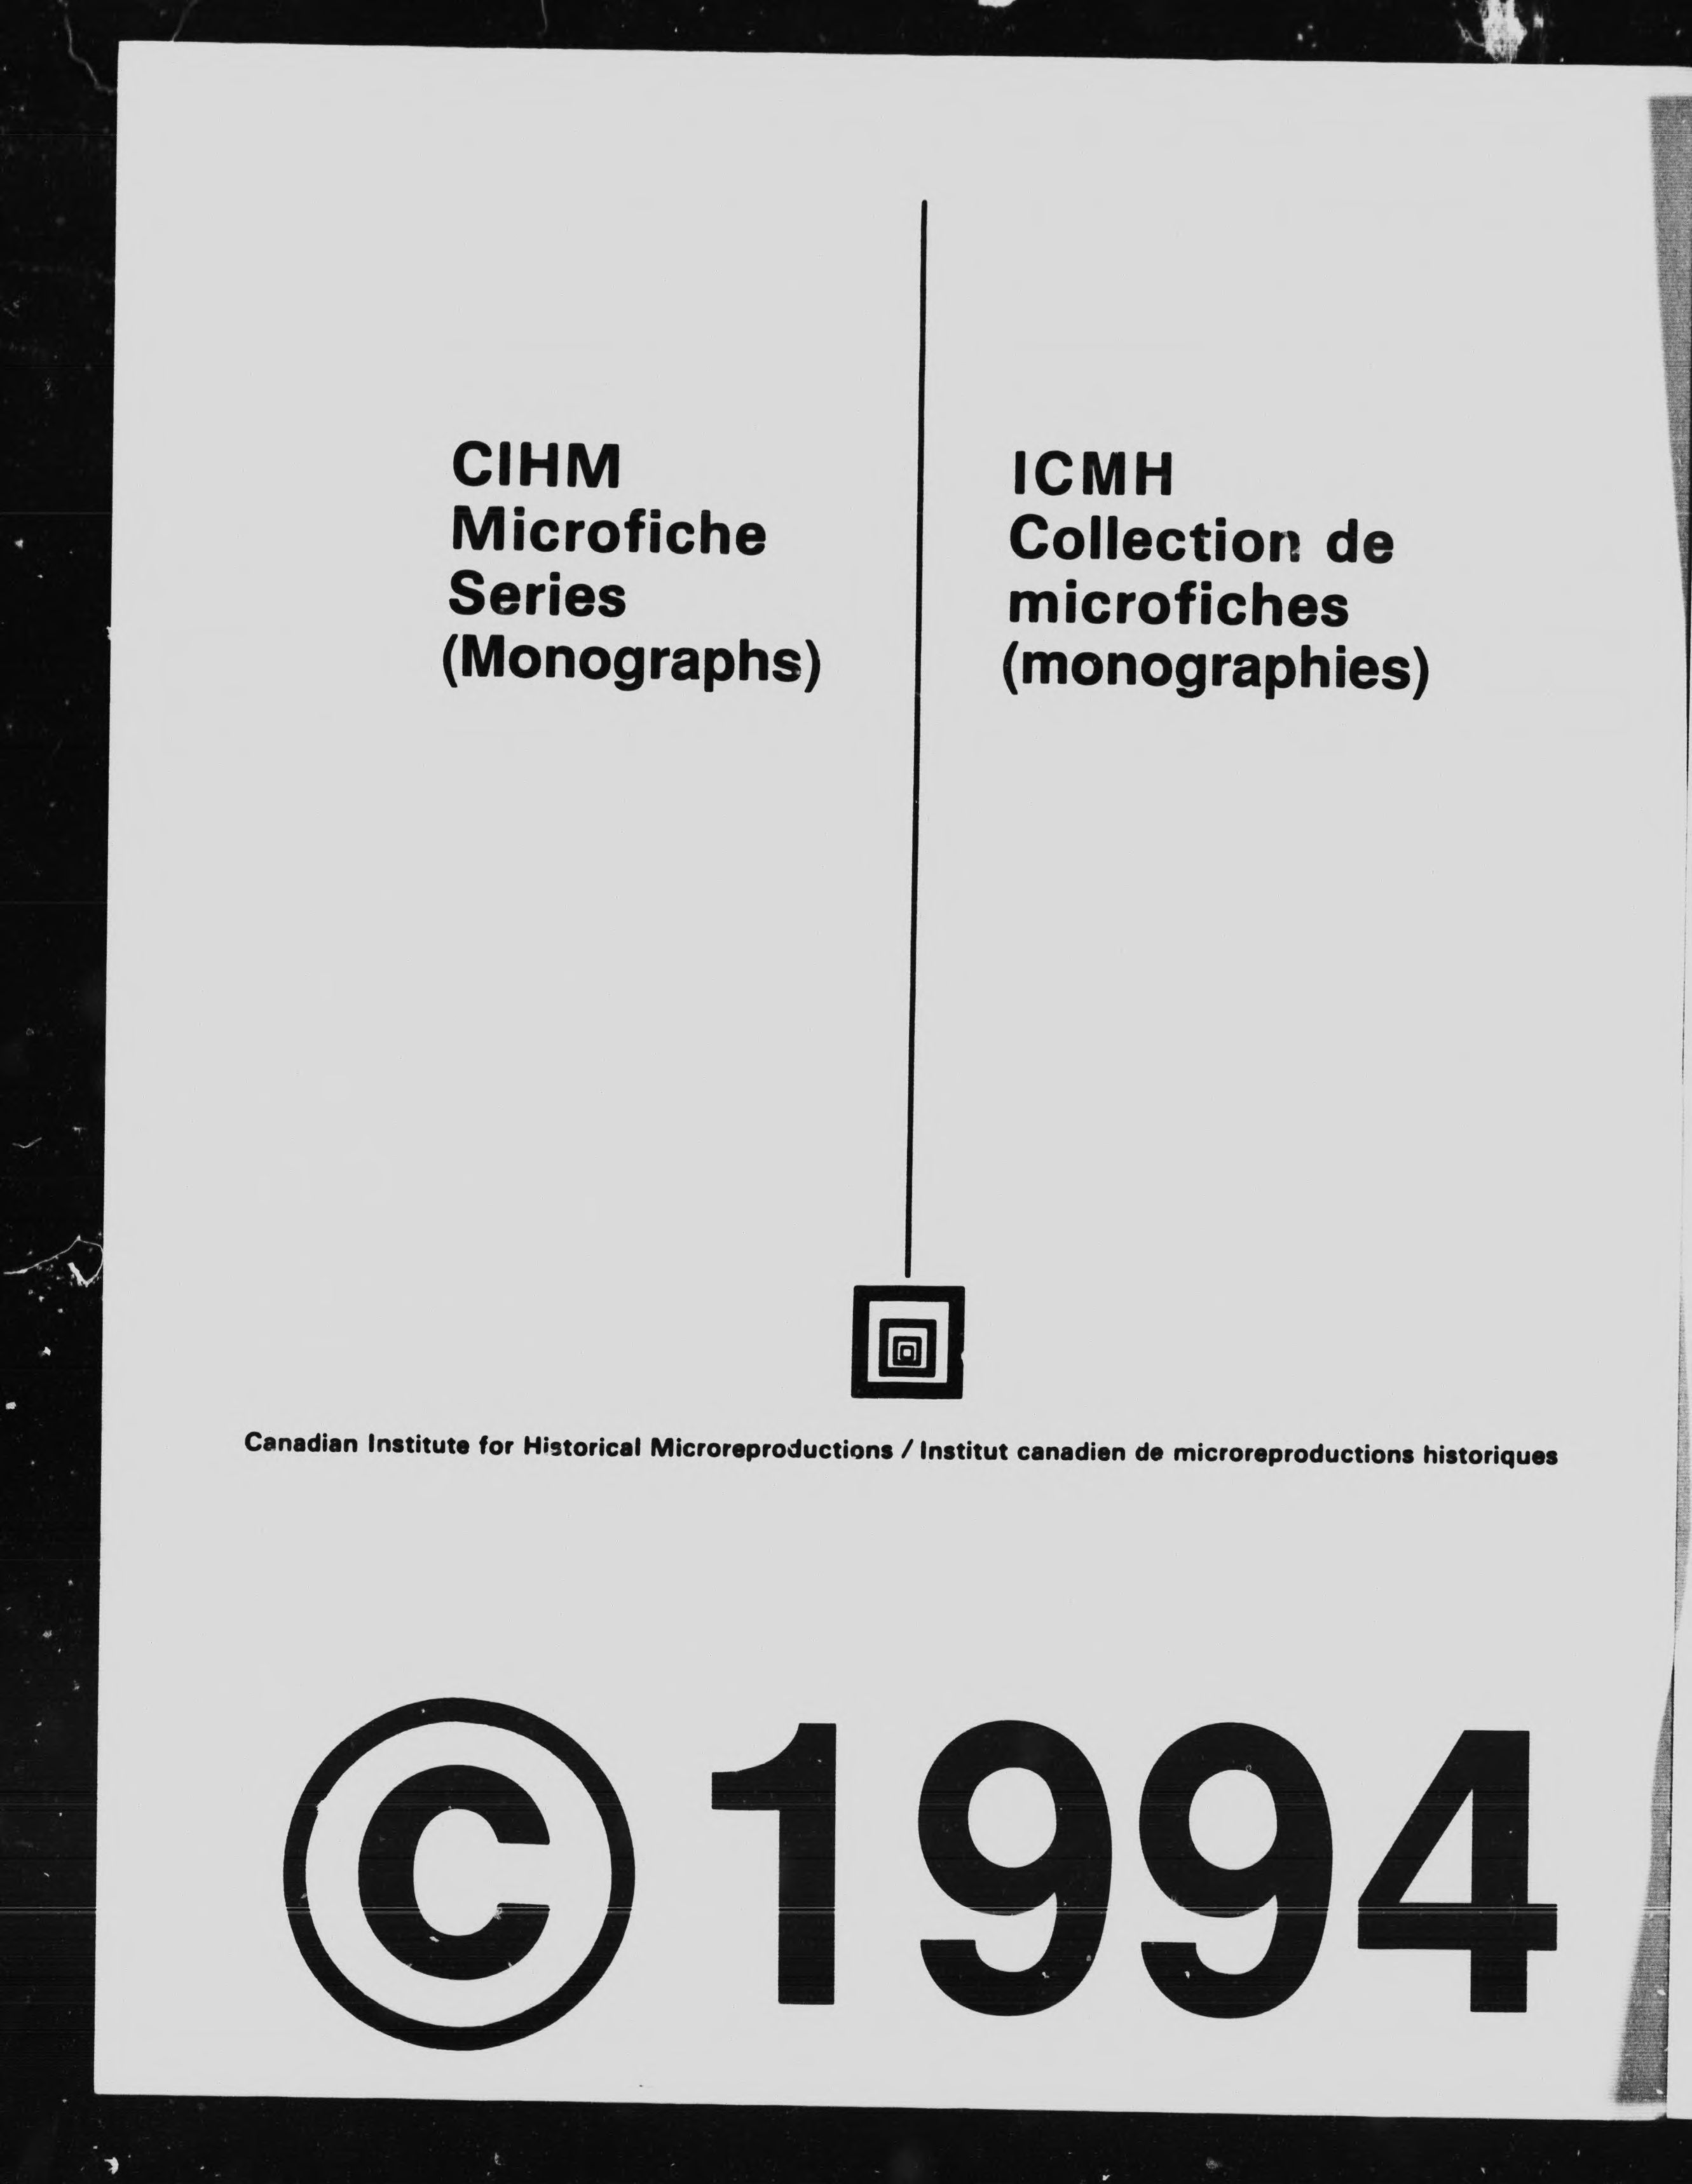 CIHM
Microfiche
Series
(Monographs)
ICMH
Collection de
microfiches
(monographies)
Canadian Institute for Historical Microreproductions / Institut canadien de microreproductions historiques
©1994